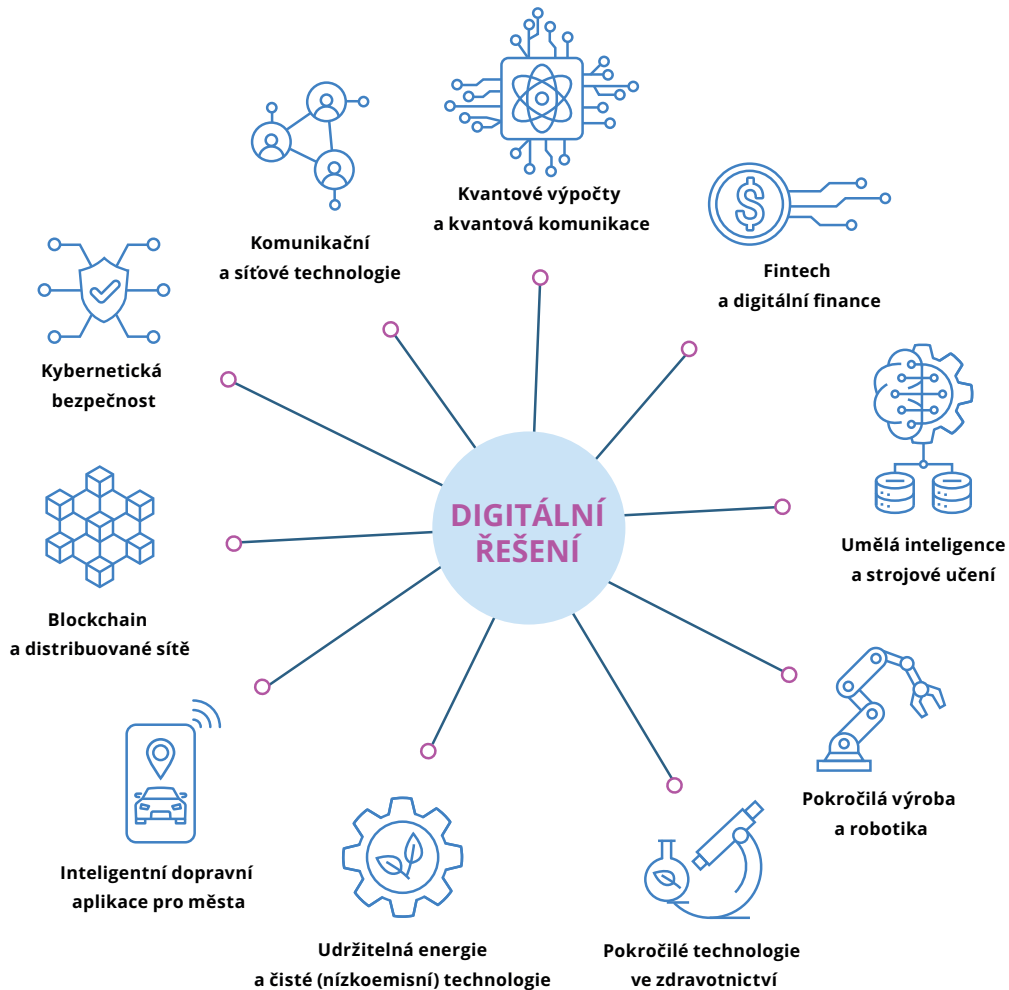 Kvantové výpočty
a kvantová komunikace
Komunikační
a síťové technologie
Fintech
a digitální finance
Kybernetická
bezpečnost
DIGITÁLNÍ
ŘEŠENÍ
Umělá inteligence
a strojové učení
Blockchain
a distribuované sítě
Pokročilá výroba
a robotika
Inteligentní dopravní
aplikace pro města
Udržitelná energie
a čisté (nízkoemisní) technologie
Pokročilé technologie
ve zdravotnictví